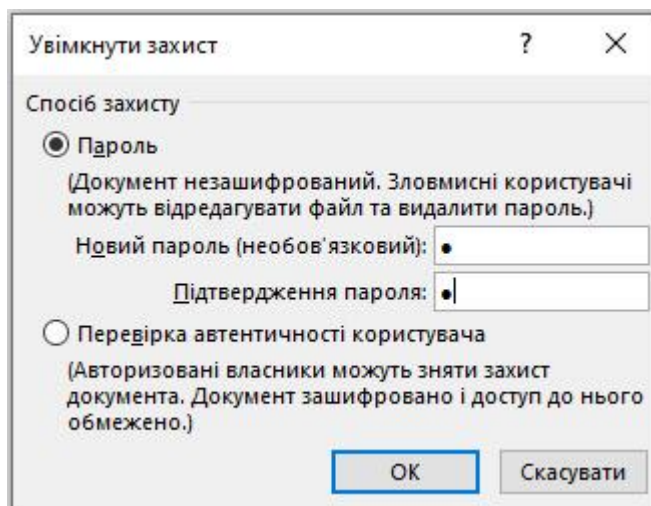 Увімкнути захист ?
Спосіб захисту
Пароль
(Документ незашифрований. Зловмисні користувачі
можуть відредагувати файл та видалити пароль.)
Новий пароль (необов'язковий): ●
Підтвердження пароля: ●
Перевірка автентичності користувача
(Авторизовані власники можуть зняти захист
документа. Документ зашифровано і доступ до нього
обмежено.)
ОК Скасувати